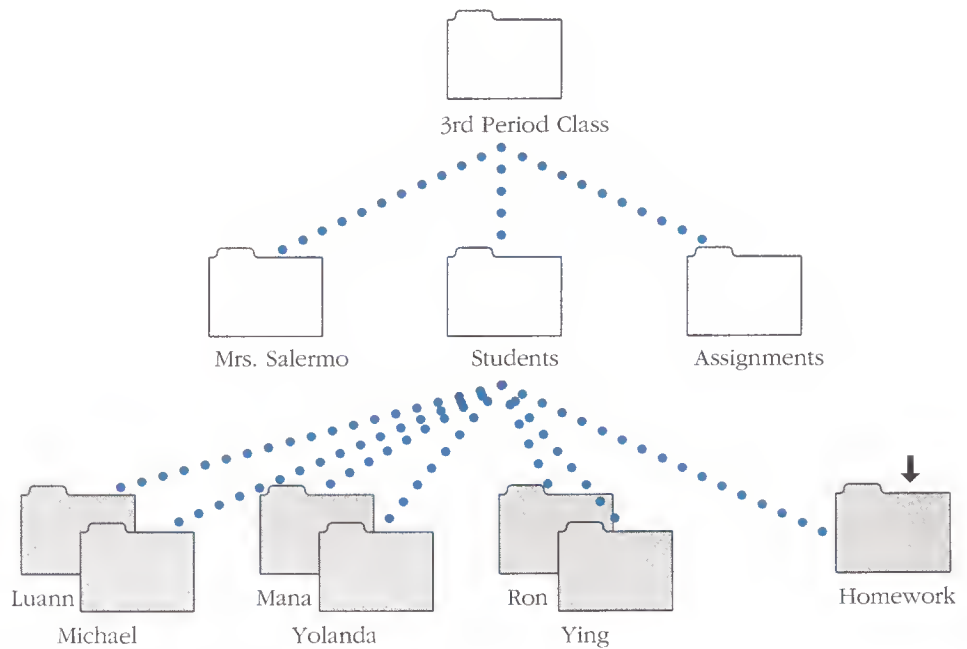 3rd Period Class
Mrs. Salermo
Students
Assignments
Luann
Mana
Ron
Homework
Michael
Yolanda
Ying